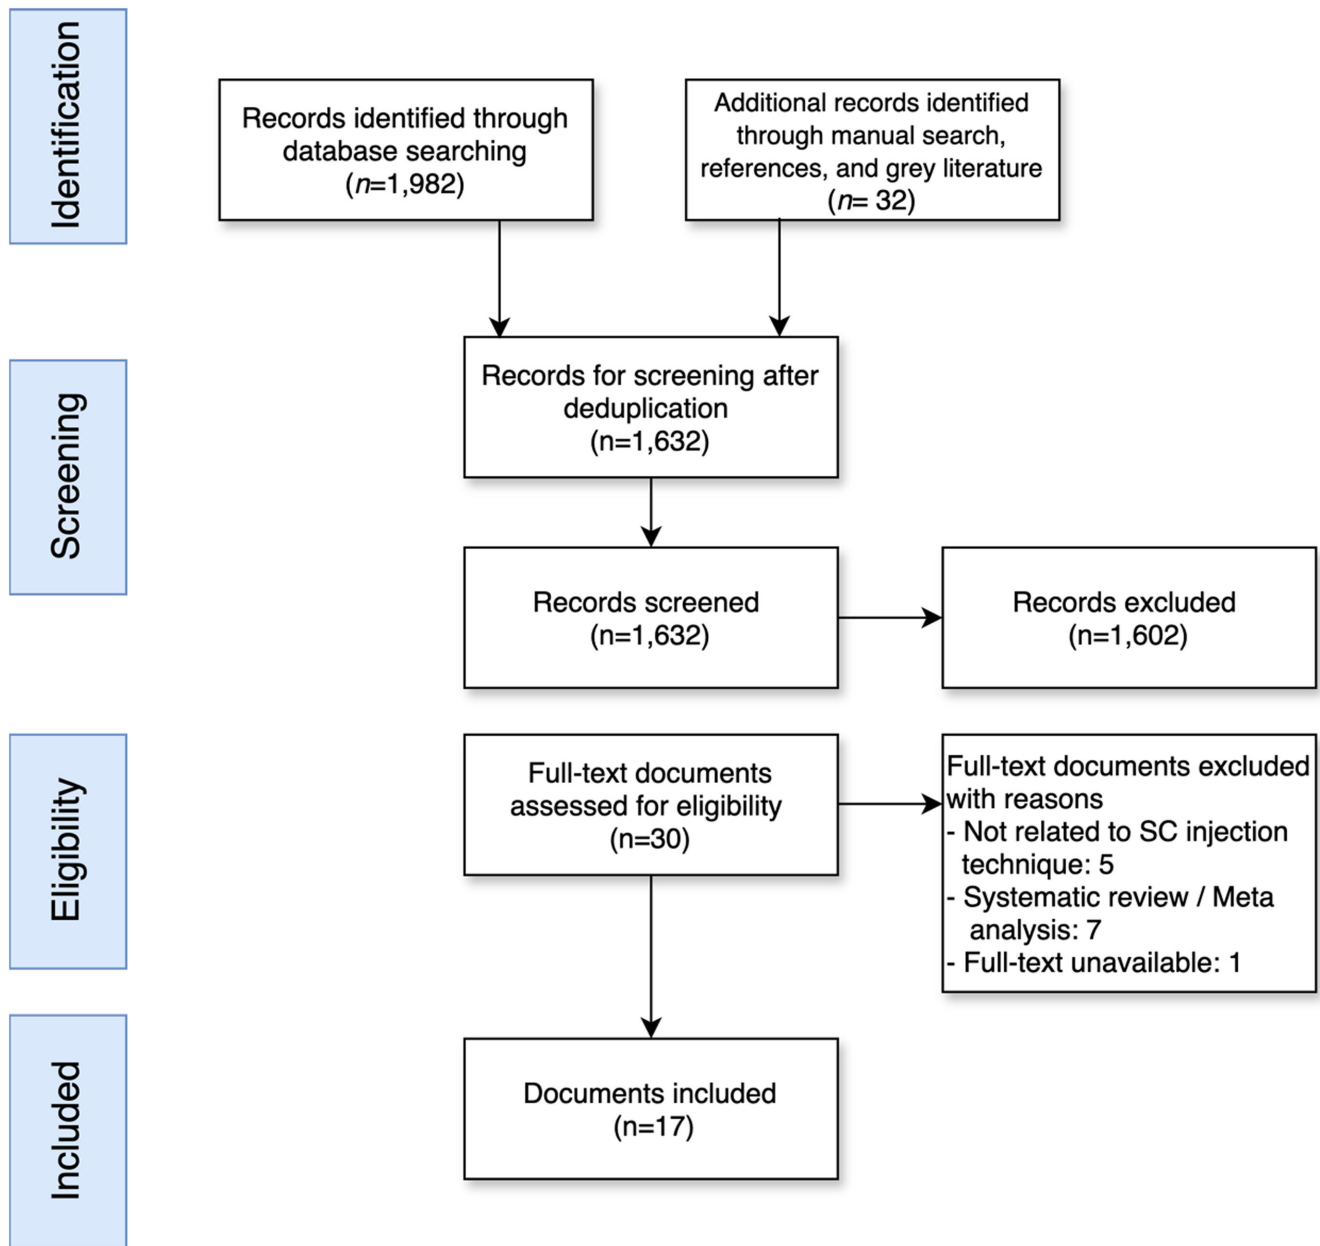 Identification
Records identified through
database searching
(n=1,982)
Additional records identified
through manual search,
references, and grey literature
(n= 32)
Screening
Records for screening after
deduplication
(n=1,632)
Records screened
(n=1,632)
Records excluded
(n=1,602)
Eligibility
Full-text documents
assessed for eligibility
(n=30)
Full-text documents excluded
with reasons
- Not related to SC injection
technique: 5
- Systematic review / Meta
analysis: 7
- Full-text unavailable: 1
Included
Documents included
(n=17)